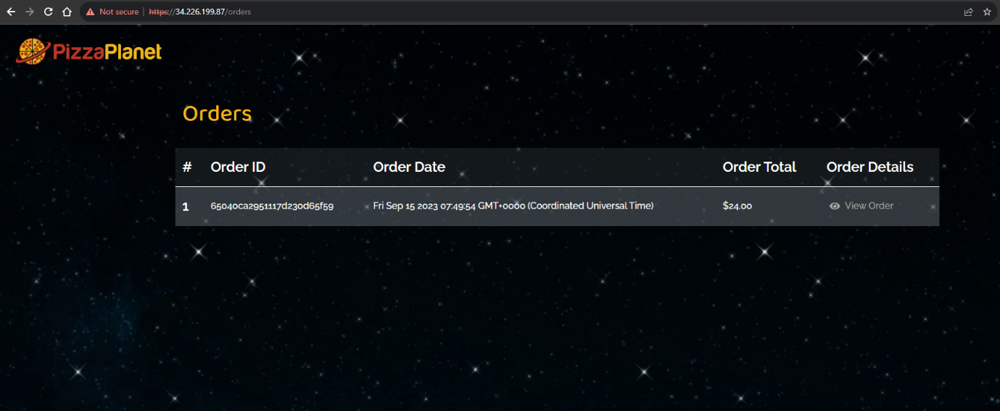 Not secure | https://34.226.199.87/orders
PizzaPlanet
Orders
# Order ID Order Date Order Total Order Details
1 65040ca2951117d230d65f59 Fri Sep 15 2023 07:49:54 GMT+0000 (Coordinated Universal Time) $24.00 View Order